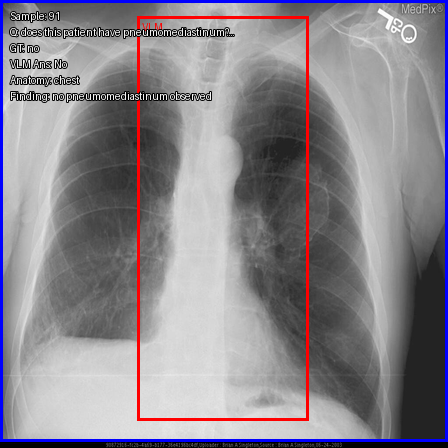 MedPix
Sample: 91
VLM
Q: does this patient have pneumomediastinum?...
GT: no
VLM Ans: No
Anatomy: chest
Finding: no pneumomediastinum observed